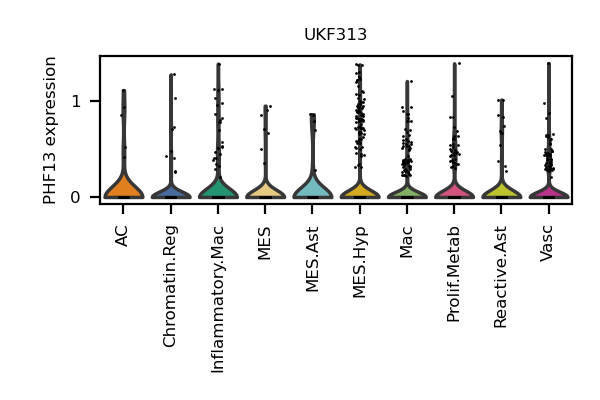 UKF313
PHF13 expression
1
0
AC
Chromatin.Reg
Inflammatory.Mac
MES
MES.Ast
MES.Hyp
Mac
Prolif.Metab
Reactive.Ast
Vasc